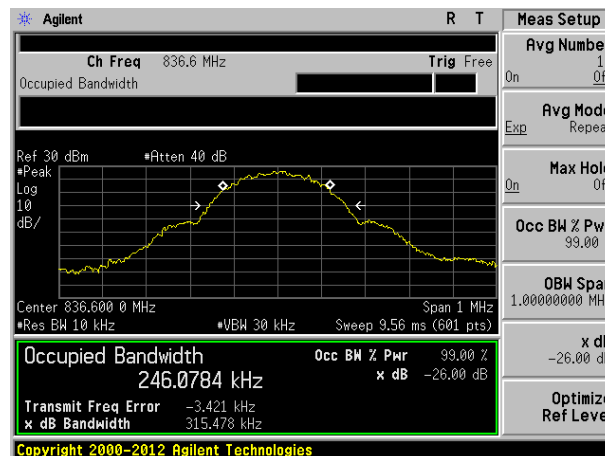 Agilent R T
Ch Freq 836.6 MHz Trig Free
Occupied Bandwidth
Ref 30 dBm #Atten 40 dB
#Peak
Log
10
dB/
Center 836.600 0 MHz Span 1 MHz
#Res BW 10 kHz #VBW 30 kHz Sweep 9.56 ms (601 pts)
Occupied Bandwidth Occ BW % Pwr 99.00 %
246.0784 kHz x dB -26.00 dB
Transmit Freq Error -3.421 kHz
x dB Bandwidth 315.478 kHz
Copyright 2000-2012 Agilent Technologies
Meas Setup
Avg Numbe
1
On Of
Avg Mod
Exp Repea
Max Hol
On Of
Occ BW % Pw
99.00
OBW Spa
1.00000000 MH
x d
-26.00 d
Optimiz
Ref Leve